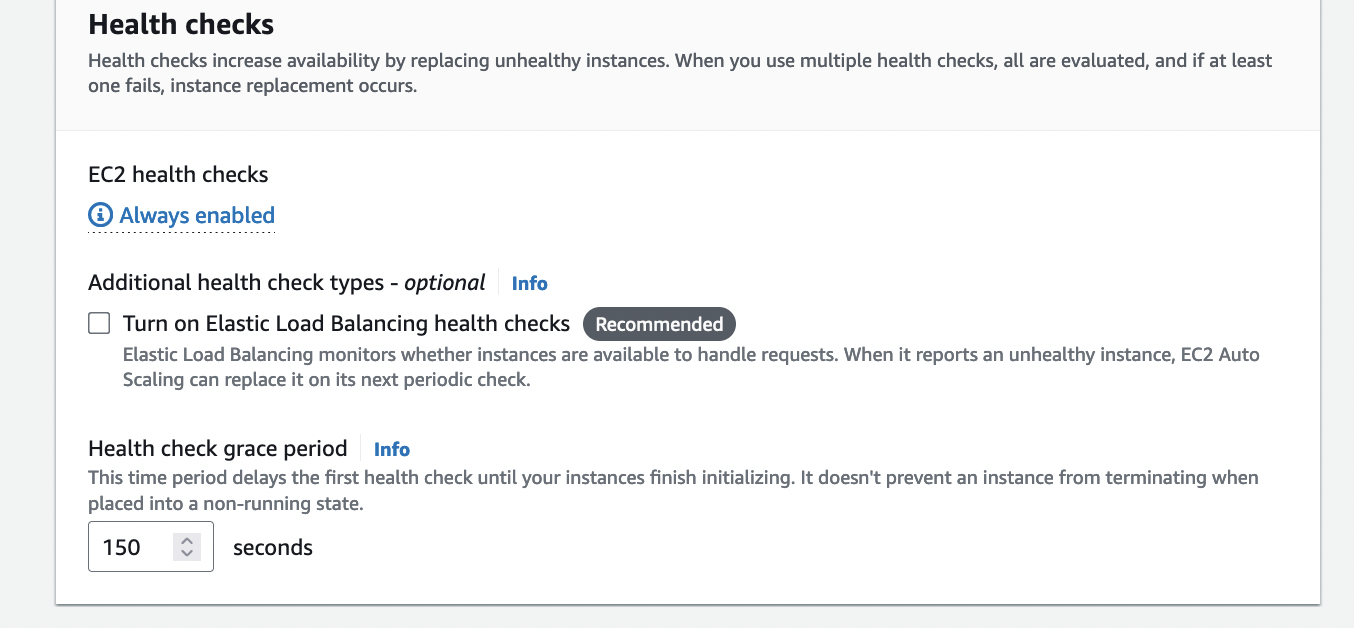 Health checks
Health checks increase availability by replacing unhealthy instances. When you use multiple health checks, all are evaluated, and if at least
one fails, instance replacement occurs.
EC2 health checks
Always enabled
Additional health check types - optional Info
Turn on Elastic Load Balancing health checks Recommended
Elastic Load Balancing monitors whether instances are available to handle requests. When it reports an unhealthy instance, EC2 Auto
Scaling can replace it on its next periodic check.
Health check grace period Info
This time period delays the first health check until your instances finish initializing. It doesn't prevent an instance from terminating when
placed into a non-running state.
150 seconds